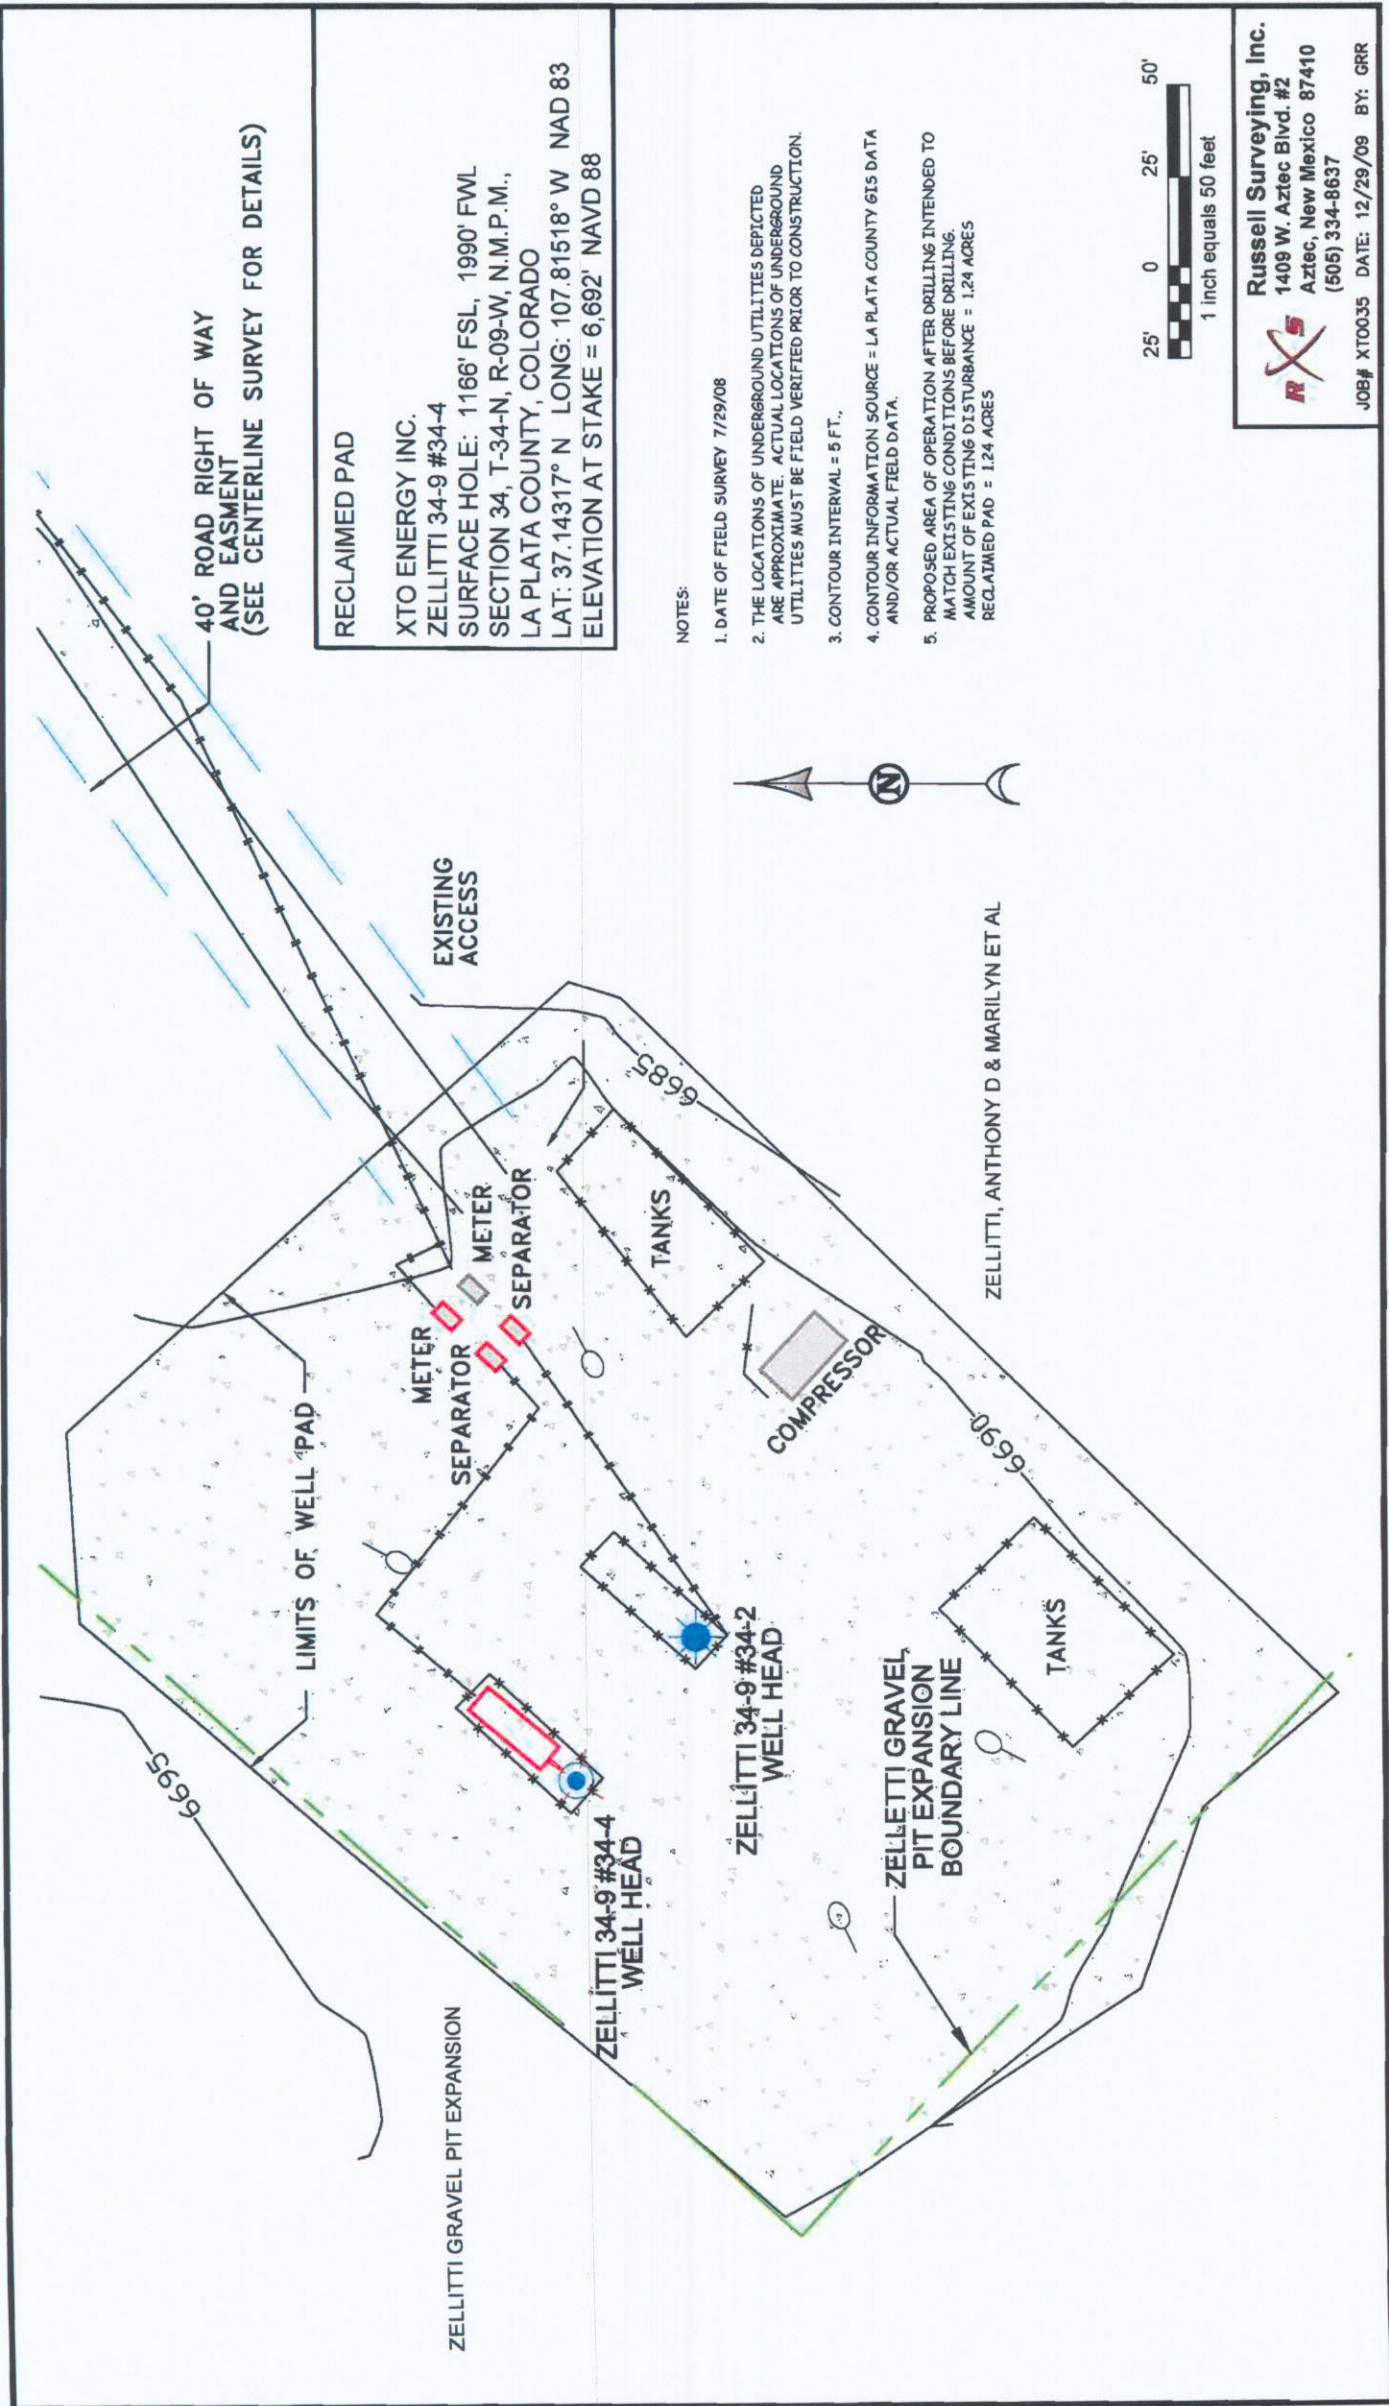 40' ROAD RIGHT OF WAY
AND EASMENT
(SEE CENTERLINE SURVEY FOR DETAILS)
RECLAIMED PAD
XTO ENERGY INC.
ZELLITTI 34-9 #34-4
SURFACE HOLE: 1166' FSL, 1990' FWL
SECTION 34, T-34-N, R-09-W, N.M.P.M.,
LA PLATA COUNTY, COLORADO
LAT: 37.14317° N LONG: 107.81518° W NAD 83
ELEVATION AT STAKE = 6,692' NAVD 88
NOTES:
1. DATE OF FIELD SURVEY 7/29/08
2. THE LOCATIONS OF UNDERGROUND UTILITIES DEPICTED
ARE APPROXIMATE. ACTUAL LOCATIONS OF UNDERGROUND
UTILITIES MUST BE FIELD VERIFIED PRIOR TO CONSTRUCTION.
3. CONTOUR INTERVAL = 5 FT.,
4. CONTOUR INFORMATION SOURCE = LA PLATA COUNTY GIS DATA
AND/OR ACTUAL FIELD DATA.
5. PROPOSED AREA OF OPERATION AFTER DRILLING INTENDED TO
MATCH EXISTING CONDITIONS BEFORE DRILLING.
AMOUNT OF EXISTING DISTURBANCE = 1.24 ACRES
RECLAIMED PAD = 1.24 ACRES
EXISTING
ACCESS
LIMITS OF WELL PAD
METER
SEPARATOR
METER
SEPARATOR
TANKS
6685
6695
COMPRESSOR
6690
ZELLITTI GRAVEL PIT EXPANSION
ZELLITTI 34-9 #34-4
WELL HEAD
ZELLITTI 34-9 #34-2
WELL HEAD
ZELLETTI GRAVEL
PIT EXPANSION
BOUNDARY LINE
TANKS
ZELLITTI, ANTHONY D & MARILYN ET AL
N
25' 0 25' 50'
1 inch equals 50 feet
R S
Russell Surveying, Inc.
1409 W. Aztec Blvd. #2
Aztec, New Mexico 87410
(505) 334-8637
JOB# XTO035 DATE: 12/29/09 BY: GRR